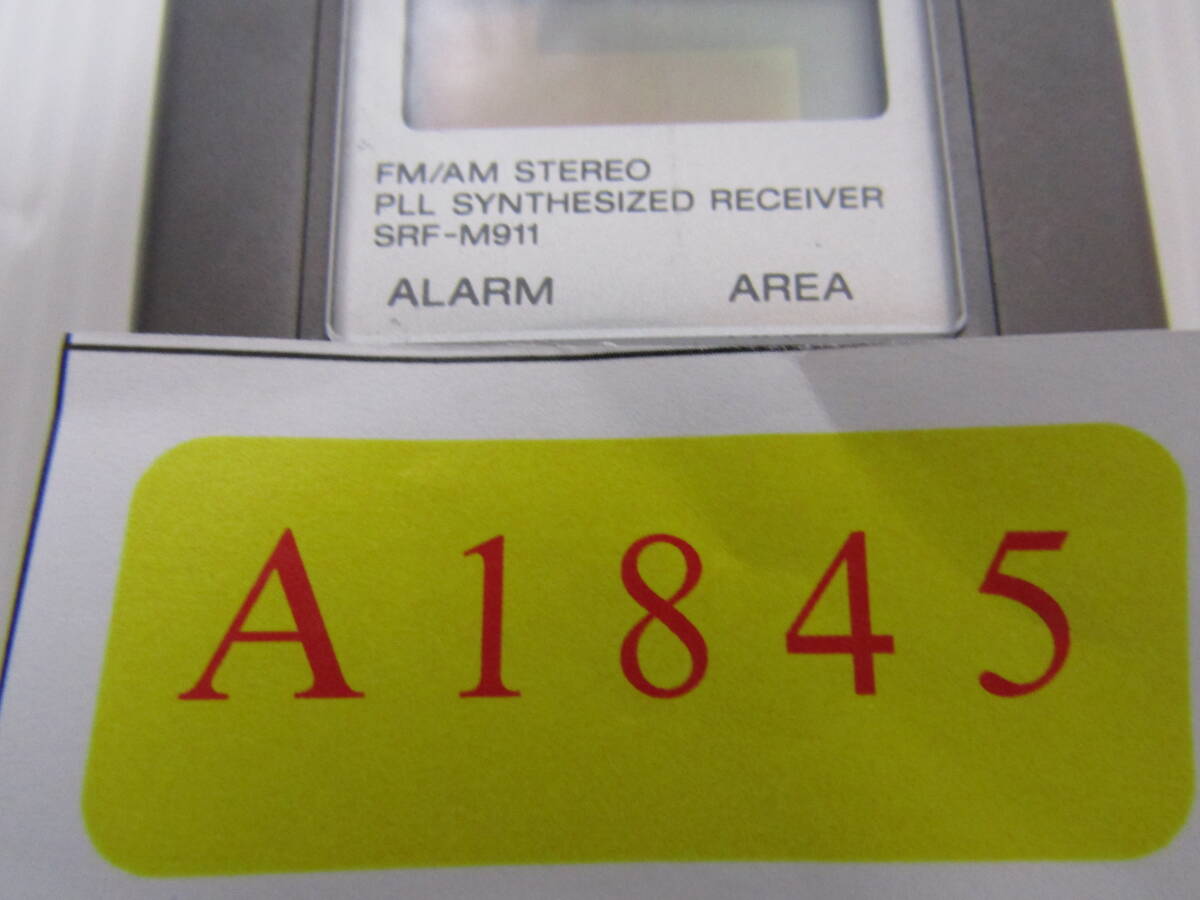 FM/AM STEREO
PLL SYNTHESIZED RECEIVER
SRF-M911
ALARM AREA
A1845